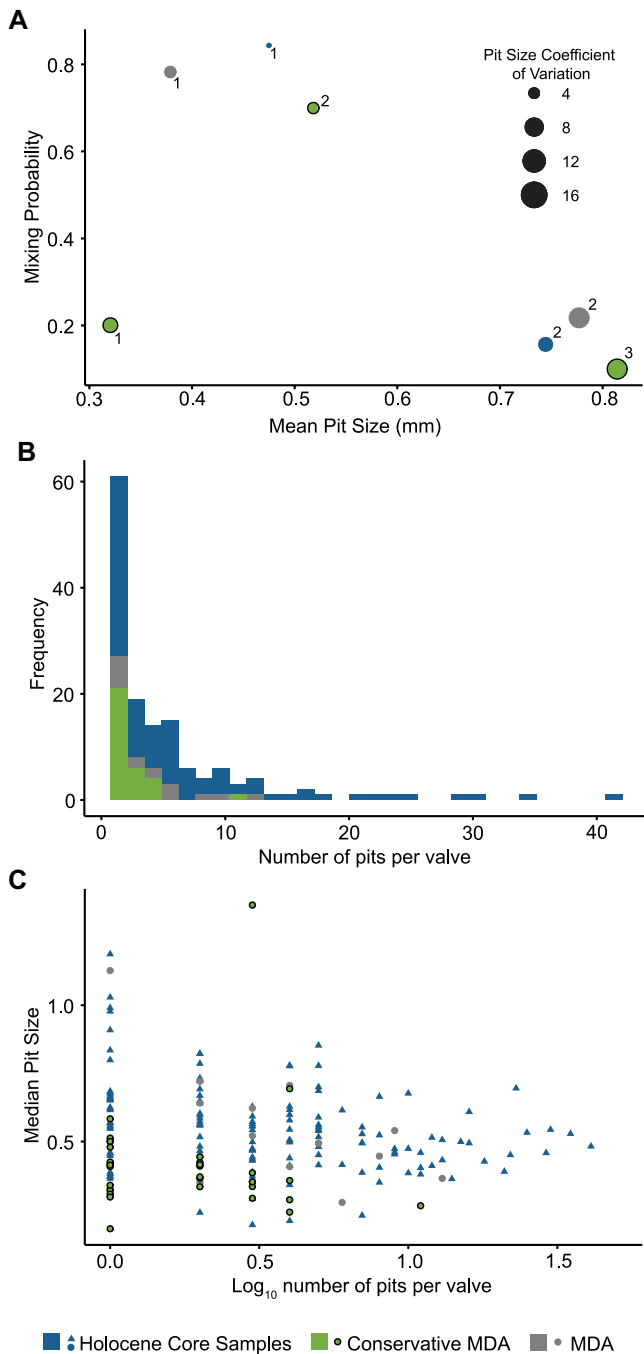 A
Pit Size Coefficient
of Variation
4
8
12
16
1
1
2
1
2
2
3
0.8
0.6
0.4
0.2
Mixing Probability
0.3
0.4
0.5
0.6
0.7
0.8
Mean Pit Size (mm)
B
60
40
20
0
Frequency
0
10
20
30
40
Number of pits per valve
C
1.0
0.5
Median Pit Size
0.0
0.5
1.0
1.5
Log10 number of pits per valve
Holocene Core Samples
Conservative MDA
MDA